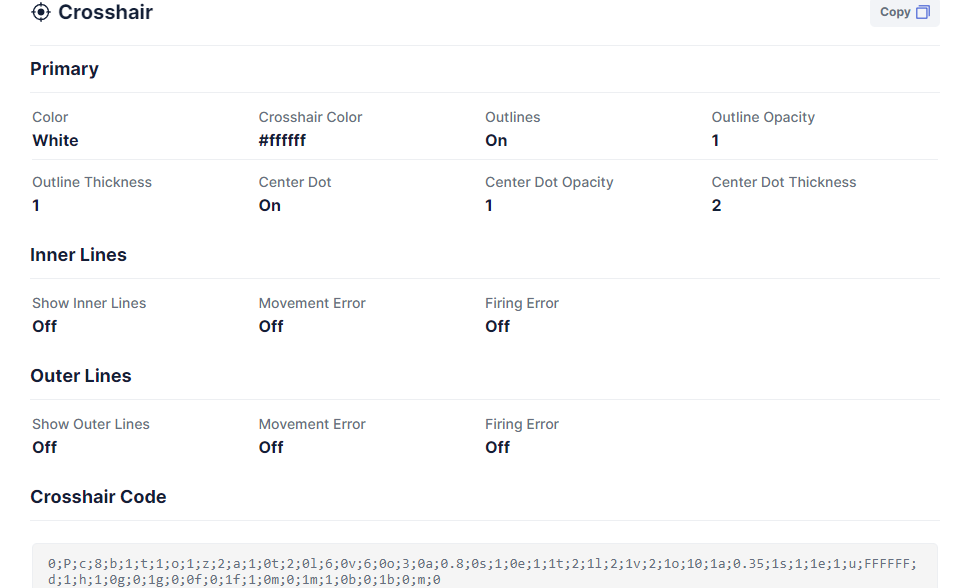 Crosshair
Copy
Primary
Color Crosshair Color Outlines Outline Opacity
White #ffffff On 1
Outline Thickness Center Dot Center Dot Opacity Center Dot Thickness
1 On 1 2
Inner Lines
Show Inner Lines Movement Error Firing Error
Off Off Off
Outer Lines
Show Outer Lines Movement Error Firing Error
Off Off Off
Crosshair Code
0;P;c;8;b;1;t;1;o;1;z;2;a;1;0t;2;0l;6;0v;6;0o;3;0a;0.8;0s;1;0e;1;1t;2;1l;2;1v;2;1o;10;1a;0.35;1s;1;1e;1;u;FFFFFF;
d;1;h;1;0g;0;1g;0;0f;0;1f;1;0m;0;1m;1;0b;0;1b;0;m;0